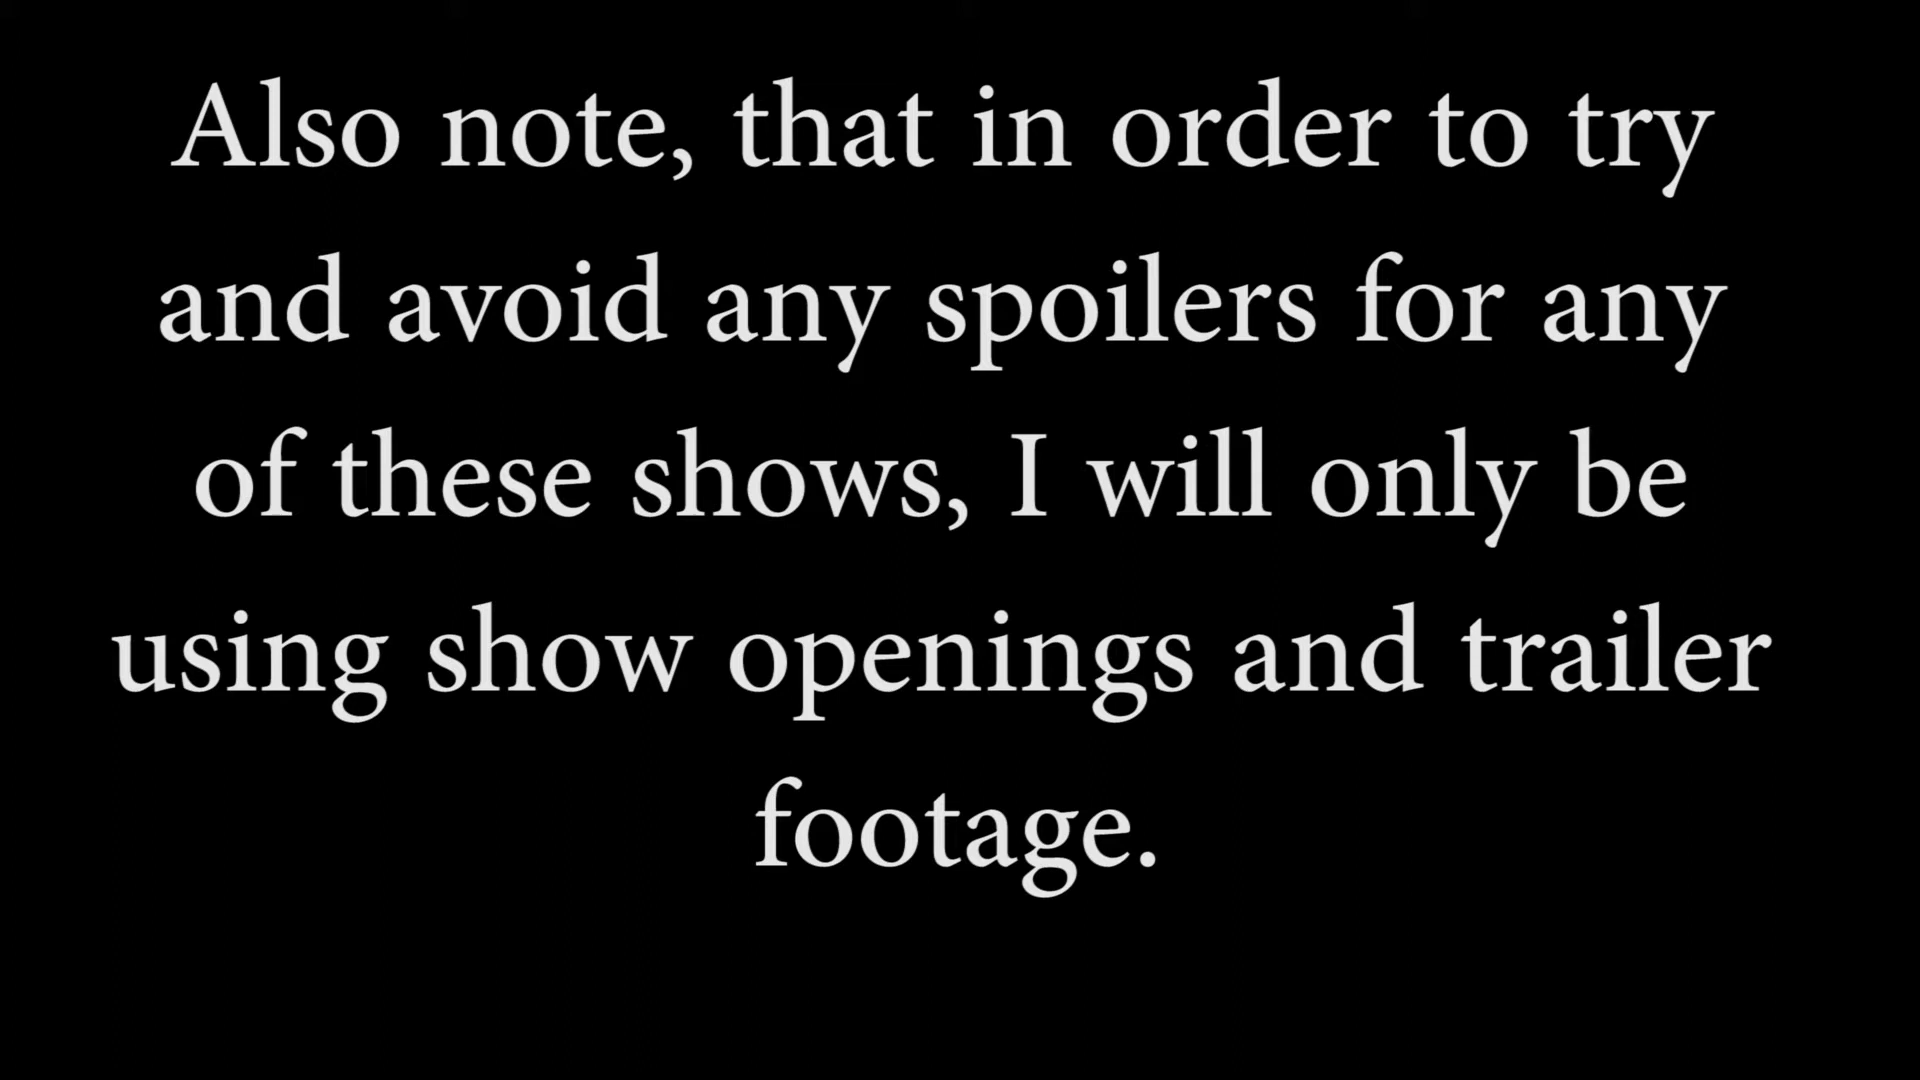 Also note, that in order to try
and avoid any spoilers for any
of these shows, I will only be
using show openings and trailer
footage.